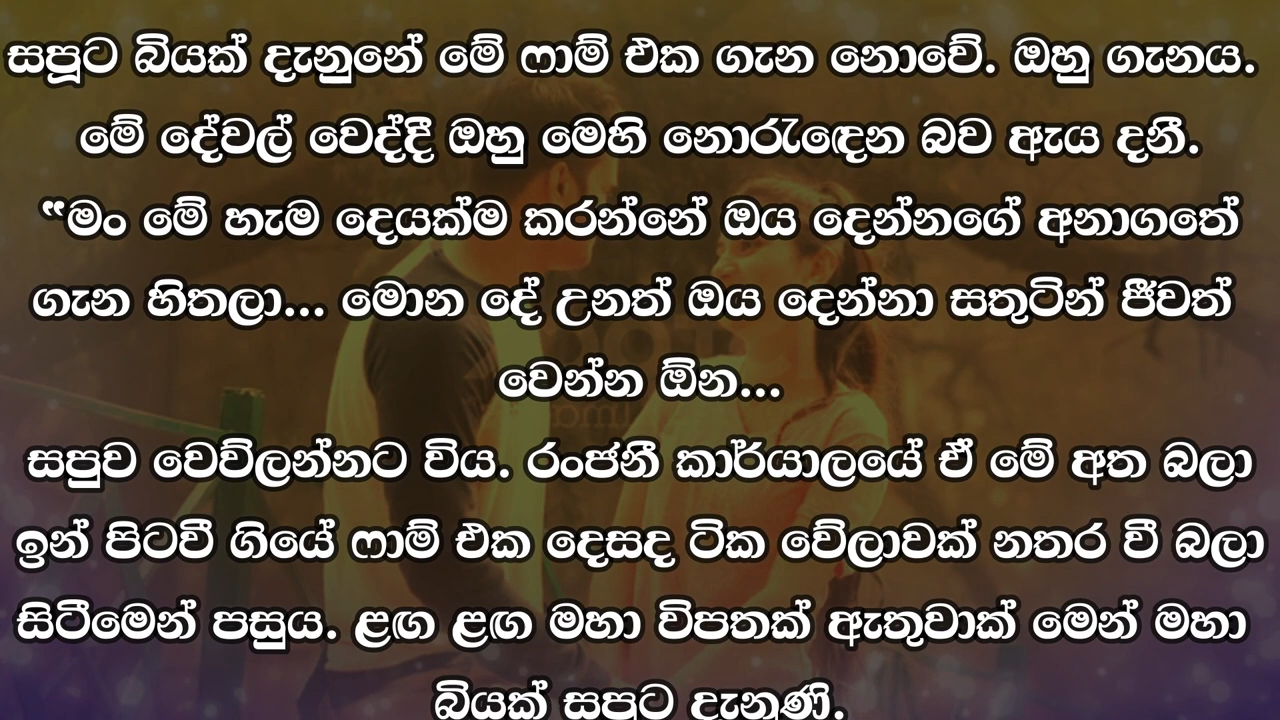 සපූට බියක් දැනුනේ මේ ෆාම් එක ගැන නොවේ. ඔහු ගැනය.
මේ දේවල් වෙද්දී ඔහු මෙහි නොරැඳෙන බව ඇය දනී.
“මං මේ හැම දෙයක්ම කරන්නේ ඔය දෙන්නගේ අනාගතේ
ගැන හිතලා... මොන දේ උනත් ඔය දෙන්නා සතුටින් ජීවත්
වෙන්න ඕන...
සපුව වෙව්ලන්නට විය. රංජනී කාර්යාලයේ ඒ මේ අත බලා
ඉන් පිටවී ගියේ ෆාම් එක දෙසද ටික වේලාවක් නතර වී බලා
සිටීමෙන් පසුය. ළඟ ළඟ මහා විපතක් ඇතුවාක් මෙන් මහා
බියක් සපුට දැනුණි.